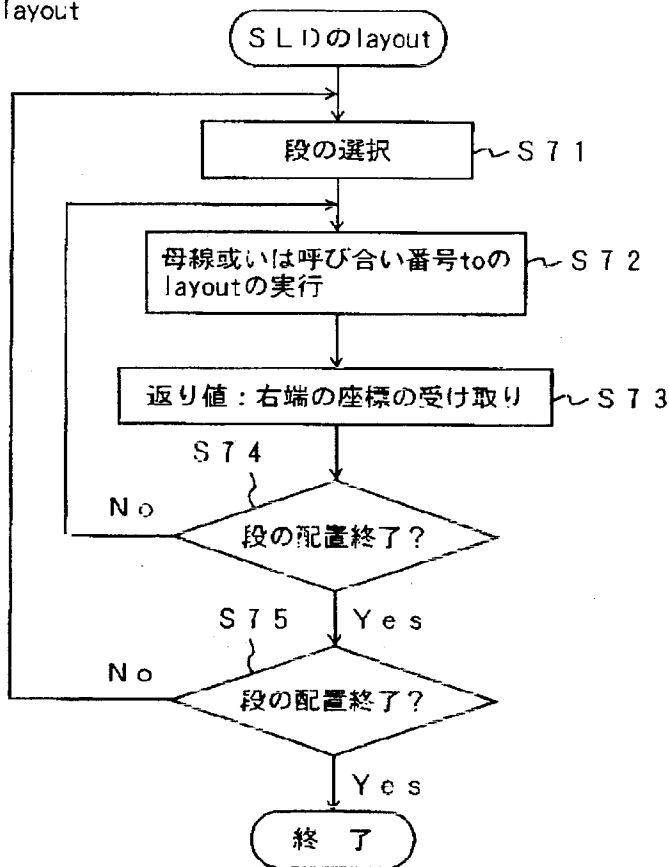 layout
SLDのlayout
段の選択
S71
母線或いは呼び合い番号toの
layoutの実行
S72
返り値:右端の座標の受け取り
S73
S74
No
段の配置終了?
Yes
S75
No
段の配置終了?
Yes
終 了